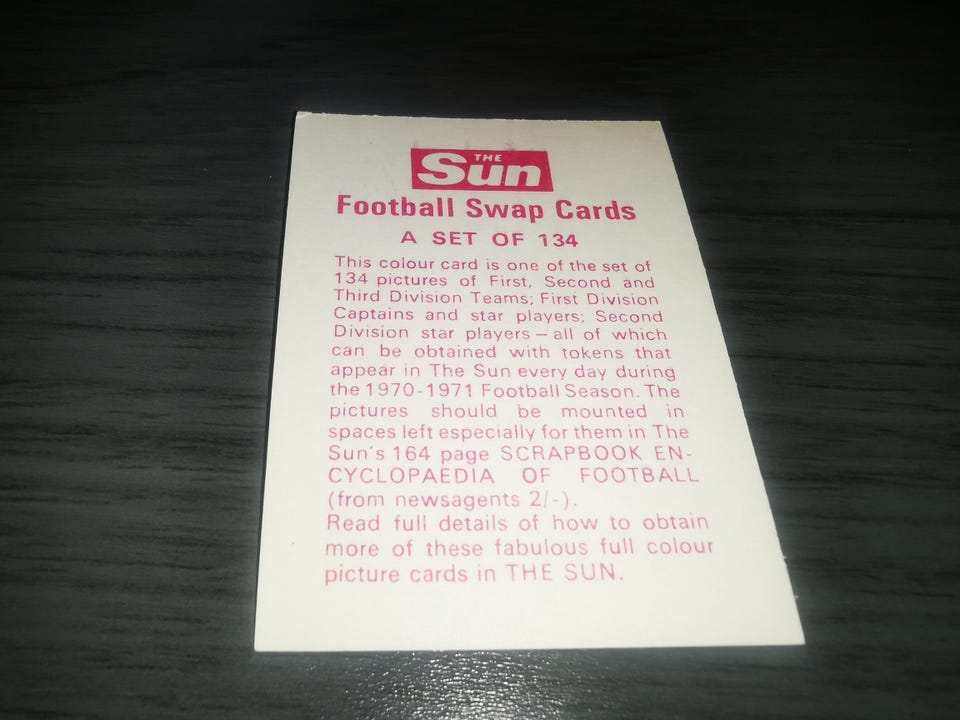 THE
Sun
Football Swap Cards
A SET OF 134
This colour card is one of the set of
134 pictures of First, Second and
Third Division Teams; First Division
Captains and star players; Second
Division star players – all of which
can be obtained with tokens that
appear in The Sun every day during
the 1970-1971 Football Season. The
pictures should be mounted in
spaces left especially for them in The
Sun's 164 page SCRAPBOOK EN-
CYCLOPAEDIA OF FOOTBALL
(from newsagents 2/-).
Read full details of how to obtain
more of these fabulous full colour
picture cards in THE SUN.